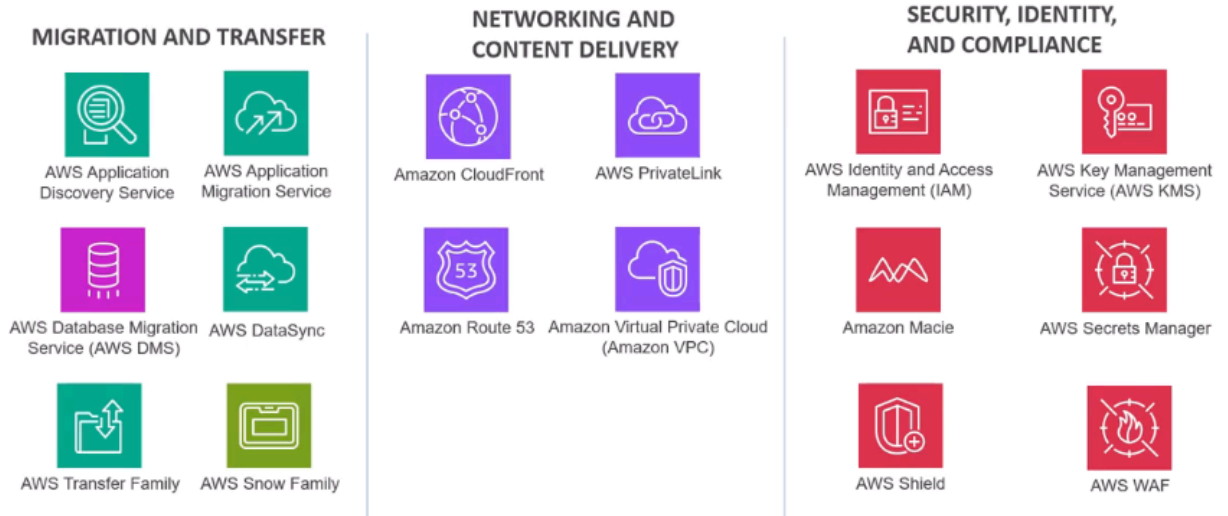 MIGRATION AND TRANSFER
AWS Application
Discovery Service
AWS Application
Migration Service
AWS Database Migration
Service (AWS DMS)
AWS DataSync
AWS Transfer Family
AWS Snow Family
NETWORKING AND
CONTENT DELIVERY
Amazon CloudFront
AWS PrivateLink
53
Amazon Route 53
Amazon Virtual Private Cloud
(Amazon VPC)
SECURITY, IDENTITY,
AND COMPLIANCE
AWS Identity and Access
Management (IAM)
AWS Key Management
Service (AWS KMS)
Amazon Macie
AWS Secrets Manager
AWS Shield
AWS WAF